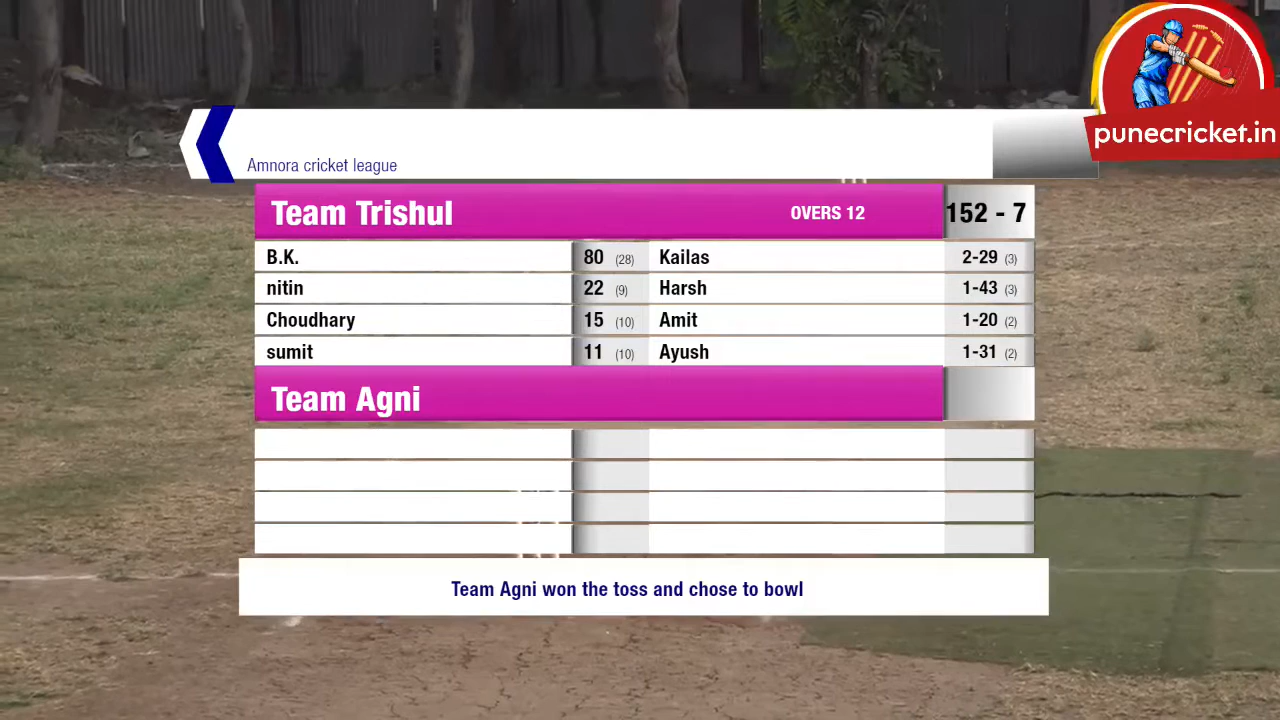 punecricket.in
Amnora cricket league
Team Trishul OVERS 12 152 - 7
B.K. 80 (28) Kailas 2-29 (3)
nitin 22 (9) Harsh 1-43 (3)
Choudhary 15 (10) Amit 1-20 (2)
sumit 11 (10) Ayush 1-31 (2)
Team Agni
Team Agni won the toss and chose to bowl